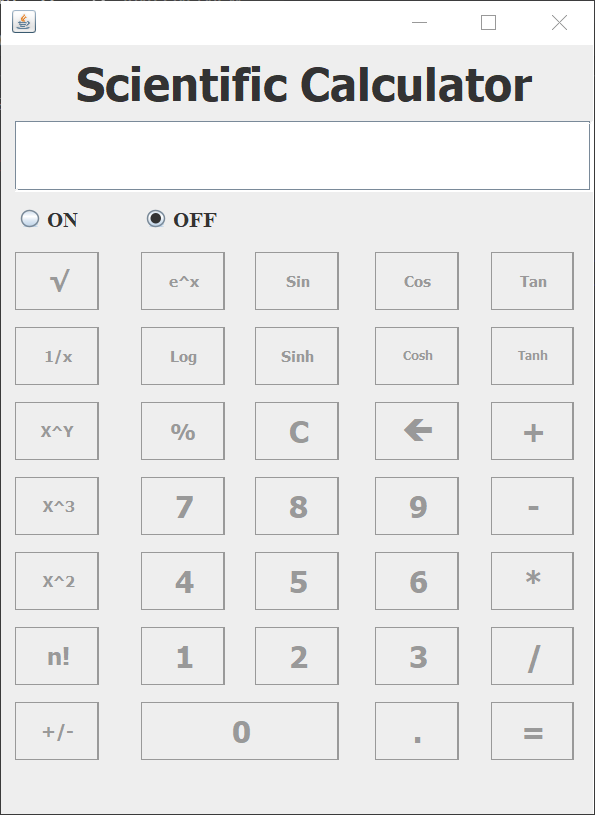 Scientific Calculator
ON OFF
√ e^x Sin Cos Tan
1/x Log Sinh Cosh Tanh
X^Y % C 🡰 +
X^3 7 8 9 -
X^2 4 5 6 *
n! 1 2 3 /
+/- 0 . =